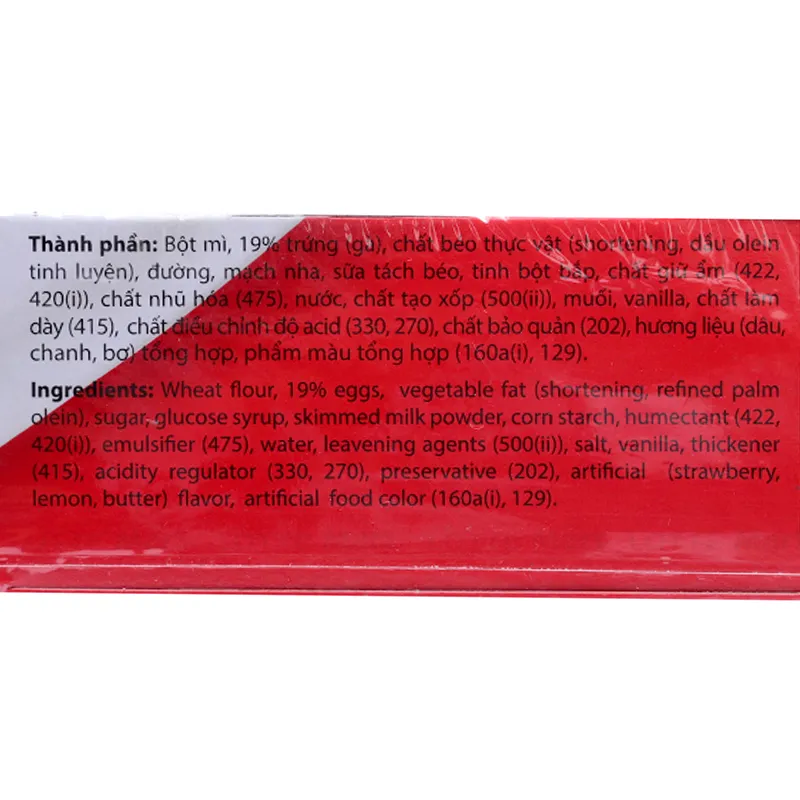 Thành phần: Bột mì, 19% trứng (gà), chất béo thực vật (shortening, dầu olein
tinh luyện), đường, mạch nha, sữa tách béo, tinh bột bắp, chất giữ ẩm (422,
420(i)), chất nhũ hóa (475), nước, chất tạo xốp (500(ii)), muối, vanilla, chất làm
dày (415), chất điều chỉnh độ acid (330, 270), chất bảo quản (202), hương liệu (dâu,
chanh, bơ) tổng hợp, phẩm màu tổng hợp (160a(i), 129).
Ingredients: Wheat flour, 19% eggs, vegetable fat (shortening, refined palm
olein), sugar, glucose syrup, skimmed milk powder, corn starch, humectant (422,
420(i)), emulsifier (475), water, leavening agents (500(ii)), salt, vanilla, thickener
(415), acidity regulator (330, 270), preservative (202), artificial (strawberry,
lemon, butter) flavor, artificial food color (160a(i), 129).